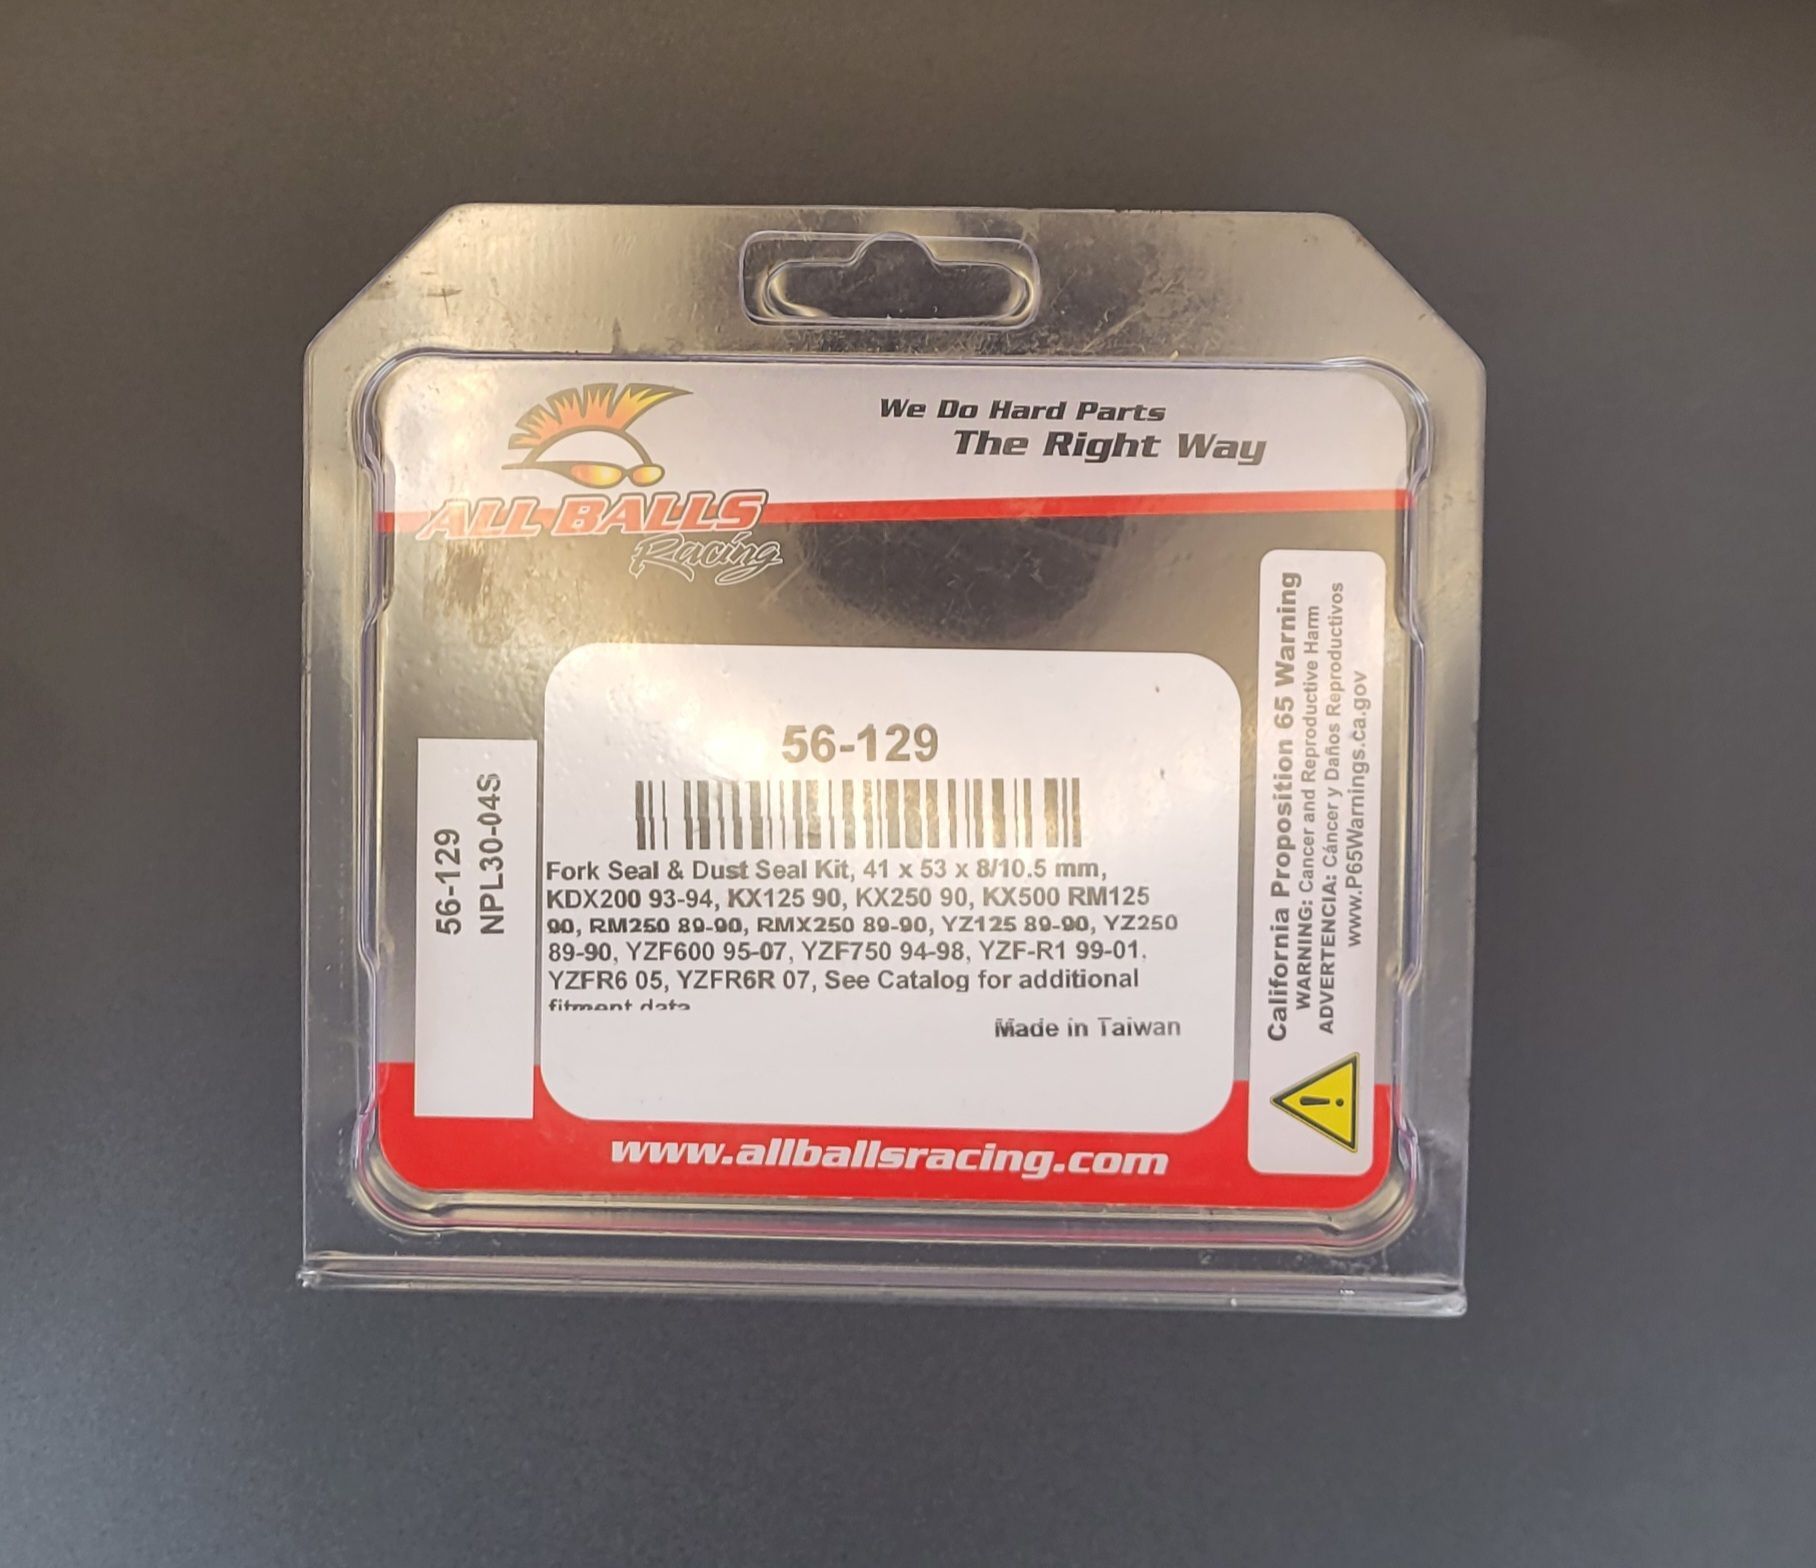 We Do Hard Parts
The Right Way
ALL BALLS
Racing
56-129
NPL30-04S
56-129
Fork Seal & Dust Seal Kit, 41 x 53 x 8/10.5 mm,
KDX200 93-94, KX125 90, KX250 90, KX500 RM125
90, RM250 89-90, RMX250 89-90, YZ125 89-90, YZ250
89-90, YZF600 95-07, YZF750 94-98, YZF-R1 99-01,
YZFR6 05, YZFR6R 07, See Catalog for additional
fitment data
Made in Taiwan
www.allballsracing.com
California Proposition 65 Warning
WARNING: Cancer and Reproductive Harm
ADVERTENCIA: Cáncer y Daños Reproductivos
www.P65Warnings.ca.gov